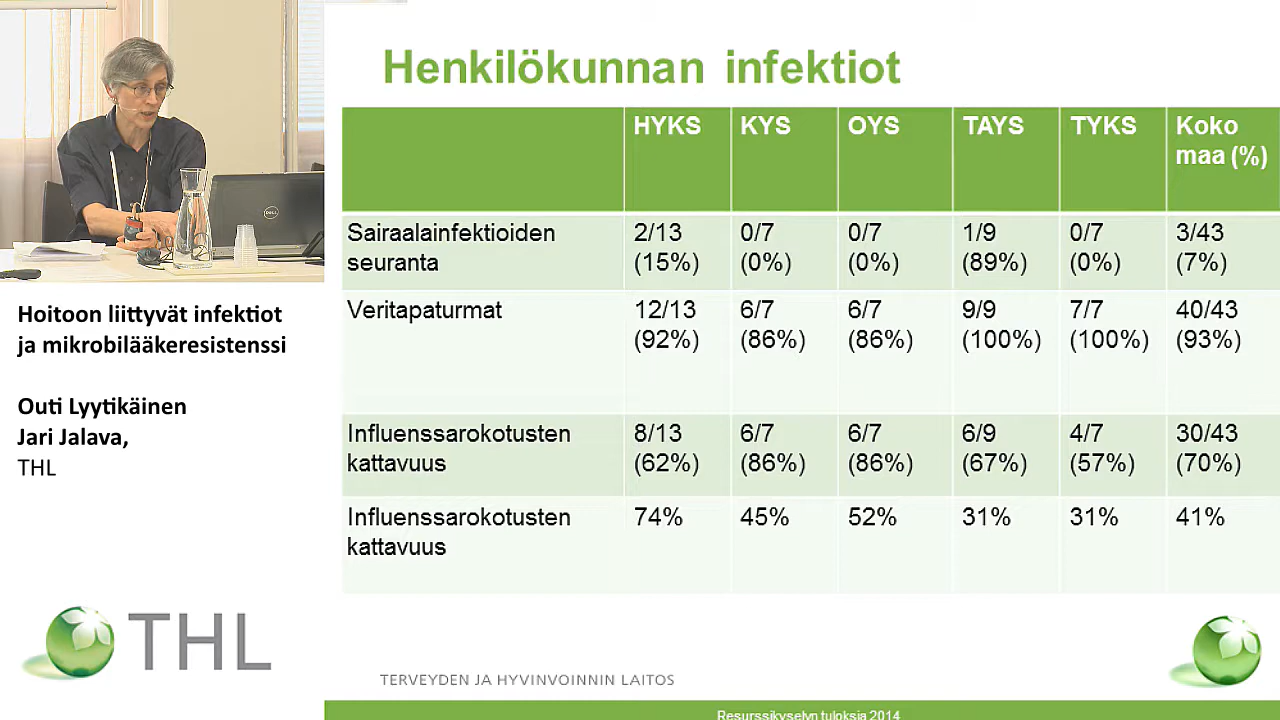 Henkilökunnan infektiot
HYKS KYS OYS TAYS TYKS Koko maa (%)
Sairaalainfektioiden seuranta 2/13 (15%) 0/7 (0%) 0/7 (0%) 1/9 (89%) 0/7 (0%) 3/43 (7%)
Veritapaturmat 12/13 (92%) 6/7 (86%) 6/7 (86%) 9/9 (100%) 7/7 (100%) 40/43 (93%)
Influenssarokotusten kattavuus 8/13 (62%) 6/7 (86%) 6/7 (86%) 6/9 (67%) 4/7 (57%) 30/43 (70%)
Influenssarokotusten kattavuus 74% 45% 52% 31% 31% 41%
Hoitoon liittyvät infektiot
ja mikrobilääkeresistenssi
Outi Lyytikäinen
Jari Jalava,
THL
THL
TERVEYDEN JA HYVINVOINNIN LAITOS
Resurssikyselyn tuloksia 2014
DELL